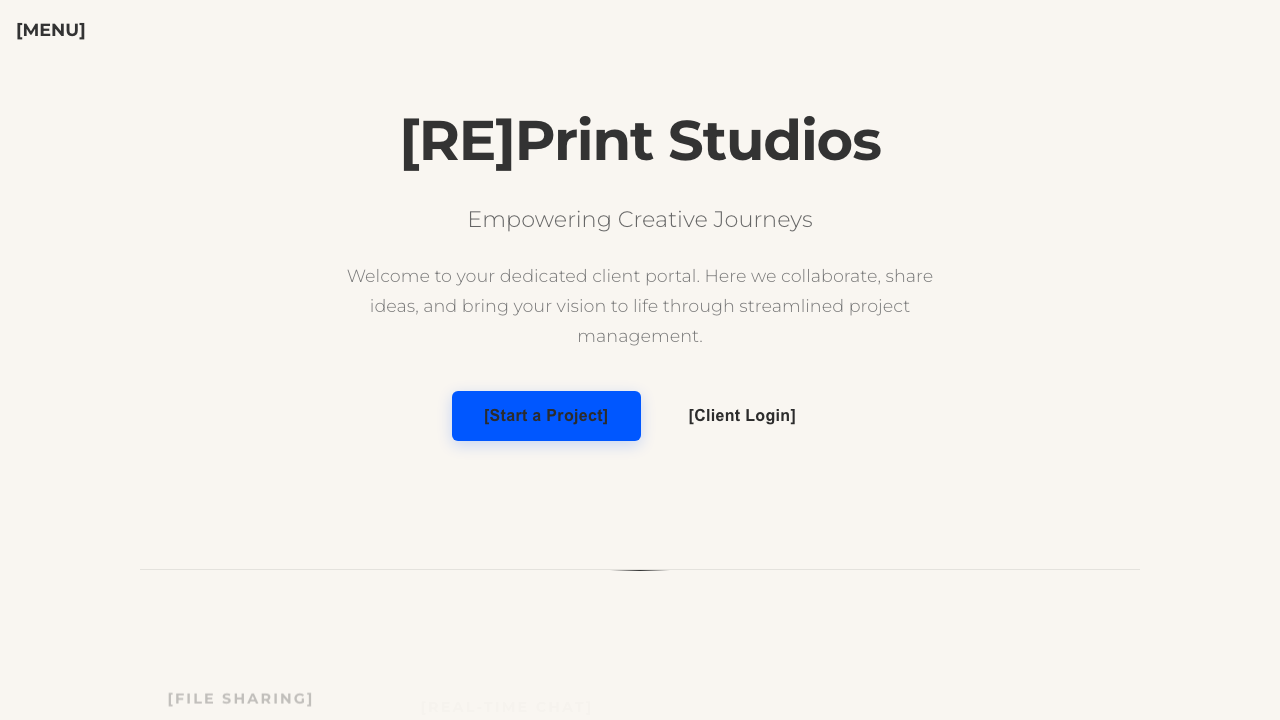 [MENU]
[RE]Print Studios
Empowering Creative Journeys
Welcome to your dedicated client portal. Here we collaborate, share
ideas, and bring your vision to life through streamlined project
management.
[Start a Project]
[Client Login]
[FILE SHARING]
[REAL-TIME CHAT]